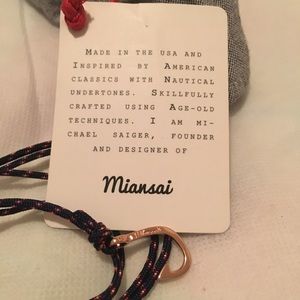 Made in the USA and
Inspired by American
classics with Nautical
undertones. Skillfully
crafted using Age-old
techniques. I am Mi-
chael Saiger, founder
and designer of
Miansai